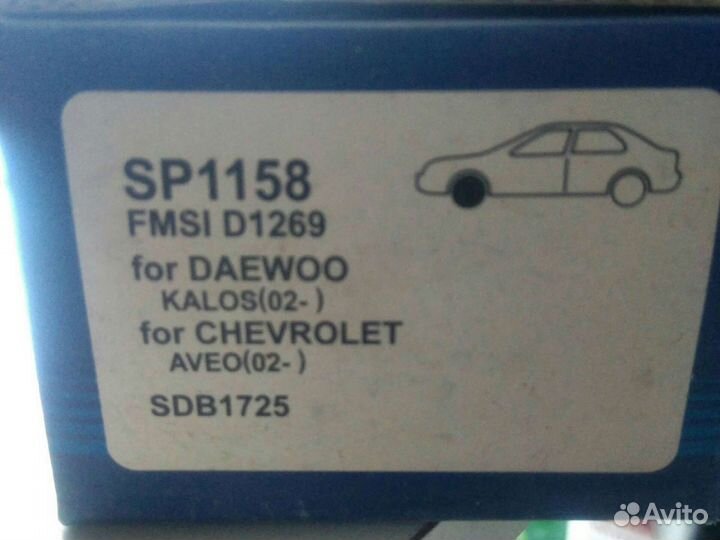 SP1158
FMSI D1269
for DAEWOO
KALOS(02- )
for CHEVROLET
AVEO(02- )
SDB1725
Avito